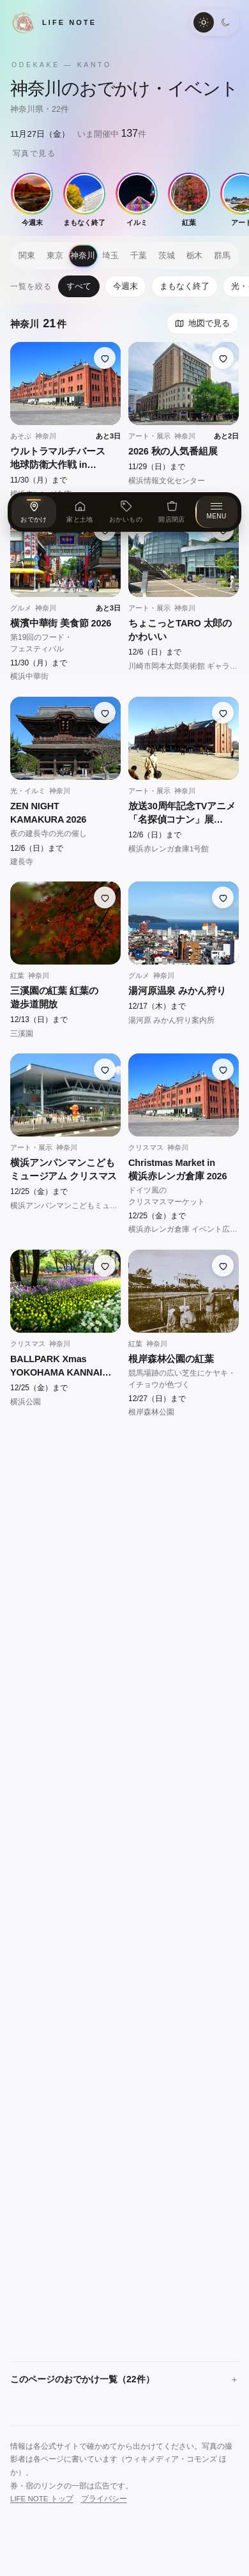 LIFE NOTE
ODEKAKE — KANTO
神奈川のおでかけ・イベント
神奈川県・22件
11月27日（金） いま開催中 137件
写真で見る
今週末 まもなく終了 イルミ 紅葉 アート
関東 東京 神奈川 埼玉 千葉 茨城 栃木 群馬
一覧を絞る すべて 今週末 まもなく終了 光・
神奈川 21件 地図で見る
あそぶ 神奈川 あと3日
ウルトラマルチバース
地球防衛大作戦 in…
11/30（月）まで
アート・展示 神奈川 あと2日
2026 秋の人気番組展
11/29（日）まで
横浜情報文化センター
おでかけ 家と土地 おかいもの 開店閉店 MENU
グルメ 神奈川 あと3日
横濱中華街 美食節 2026
第19回のフード・
フェスティバル
11/30（月）まで
横浜中華街
アート・展示 神奈川
ちょこっとTARO 太郎の
かわいい
12/6（日）まで
川崎市岡本太郎美術館 ギャラ…
光・イルミ 神奈川
ZEN NIGHT
KAMAKURA 2026
夜の建長寺の光の催し
12/6（日）まで
建長寺
アート・展示 神奈川
放送30周年記念TVアニメ
「名探偵コナン」展…
12/6（日）まで
横浜赤レンガ倉庫1号館
紅葉 神奈川
三溪園の紅葉 紅葉の
遊歩道開放
12/13（日）まで
三溪園
グルメ 神奈川
湯河原温泉 みかん狩り
12/17（木）まで
湯河原 みかん狩り案内所
アート・展示 神奈川
横浜アンパンマンこども
ミュージアム クリスマス
12/25（金）まで
横浜アンパンマンこどもミュ…
クリスマス 神奈川
Christmas Market in
横浜赤レンガ倉庫 2026
ドイツ風の
クリスマスマーケット
12/25（金）まで
横浜赤レンガ倉庫 イベント広…
クリスマス 神奈川
BALLPARK Xmas
YOKOHAMA KANNAI…
12/25（金）まで
横浜公園
紅葉 神奈川
根岸森林公園の紅葉
競馬場跡の広い芝生にケヤキ・
イチョウが色づく
12/27（日）まで
根岸森林公園
このページのおでかけ一覧（22件） +
情報は各公式サイトで確かめてから出かけてください。写真の撮
影者は各ページに書いています（ウィキメディア・コモンズ ほ
か）。
券・宿のリンクの一部は広告です。
LIFE NOTE トップ プライバシー